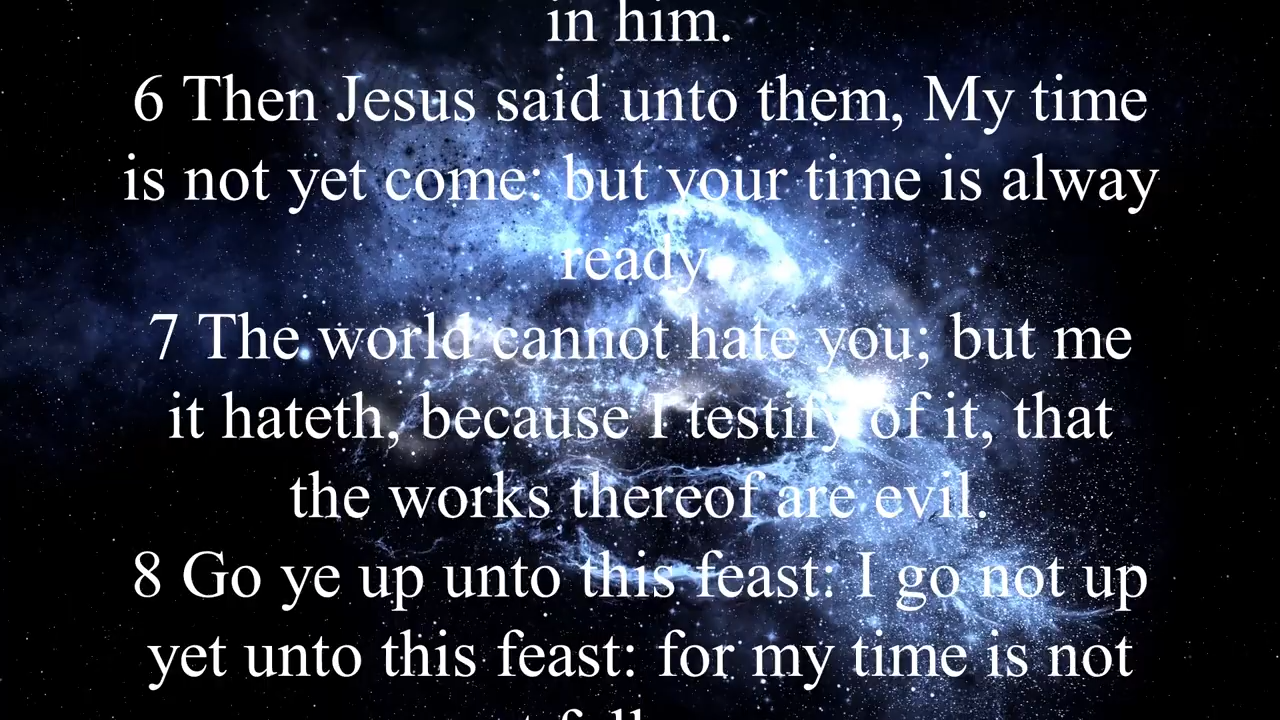 in him.
6 Then Jesus said unto them, My time
is not yet come: but your time is alway
ready.
7 The world cannot hate you; but me
it hateth, because I testify of it, that
the works thereof are evil.
8 Go ye up unto this feast: I go not up
yet unto this feast: for my time is not